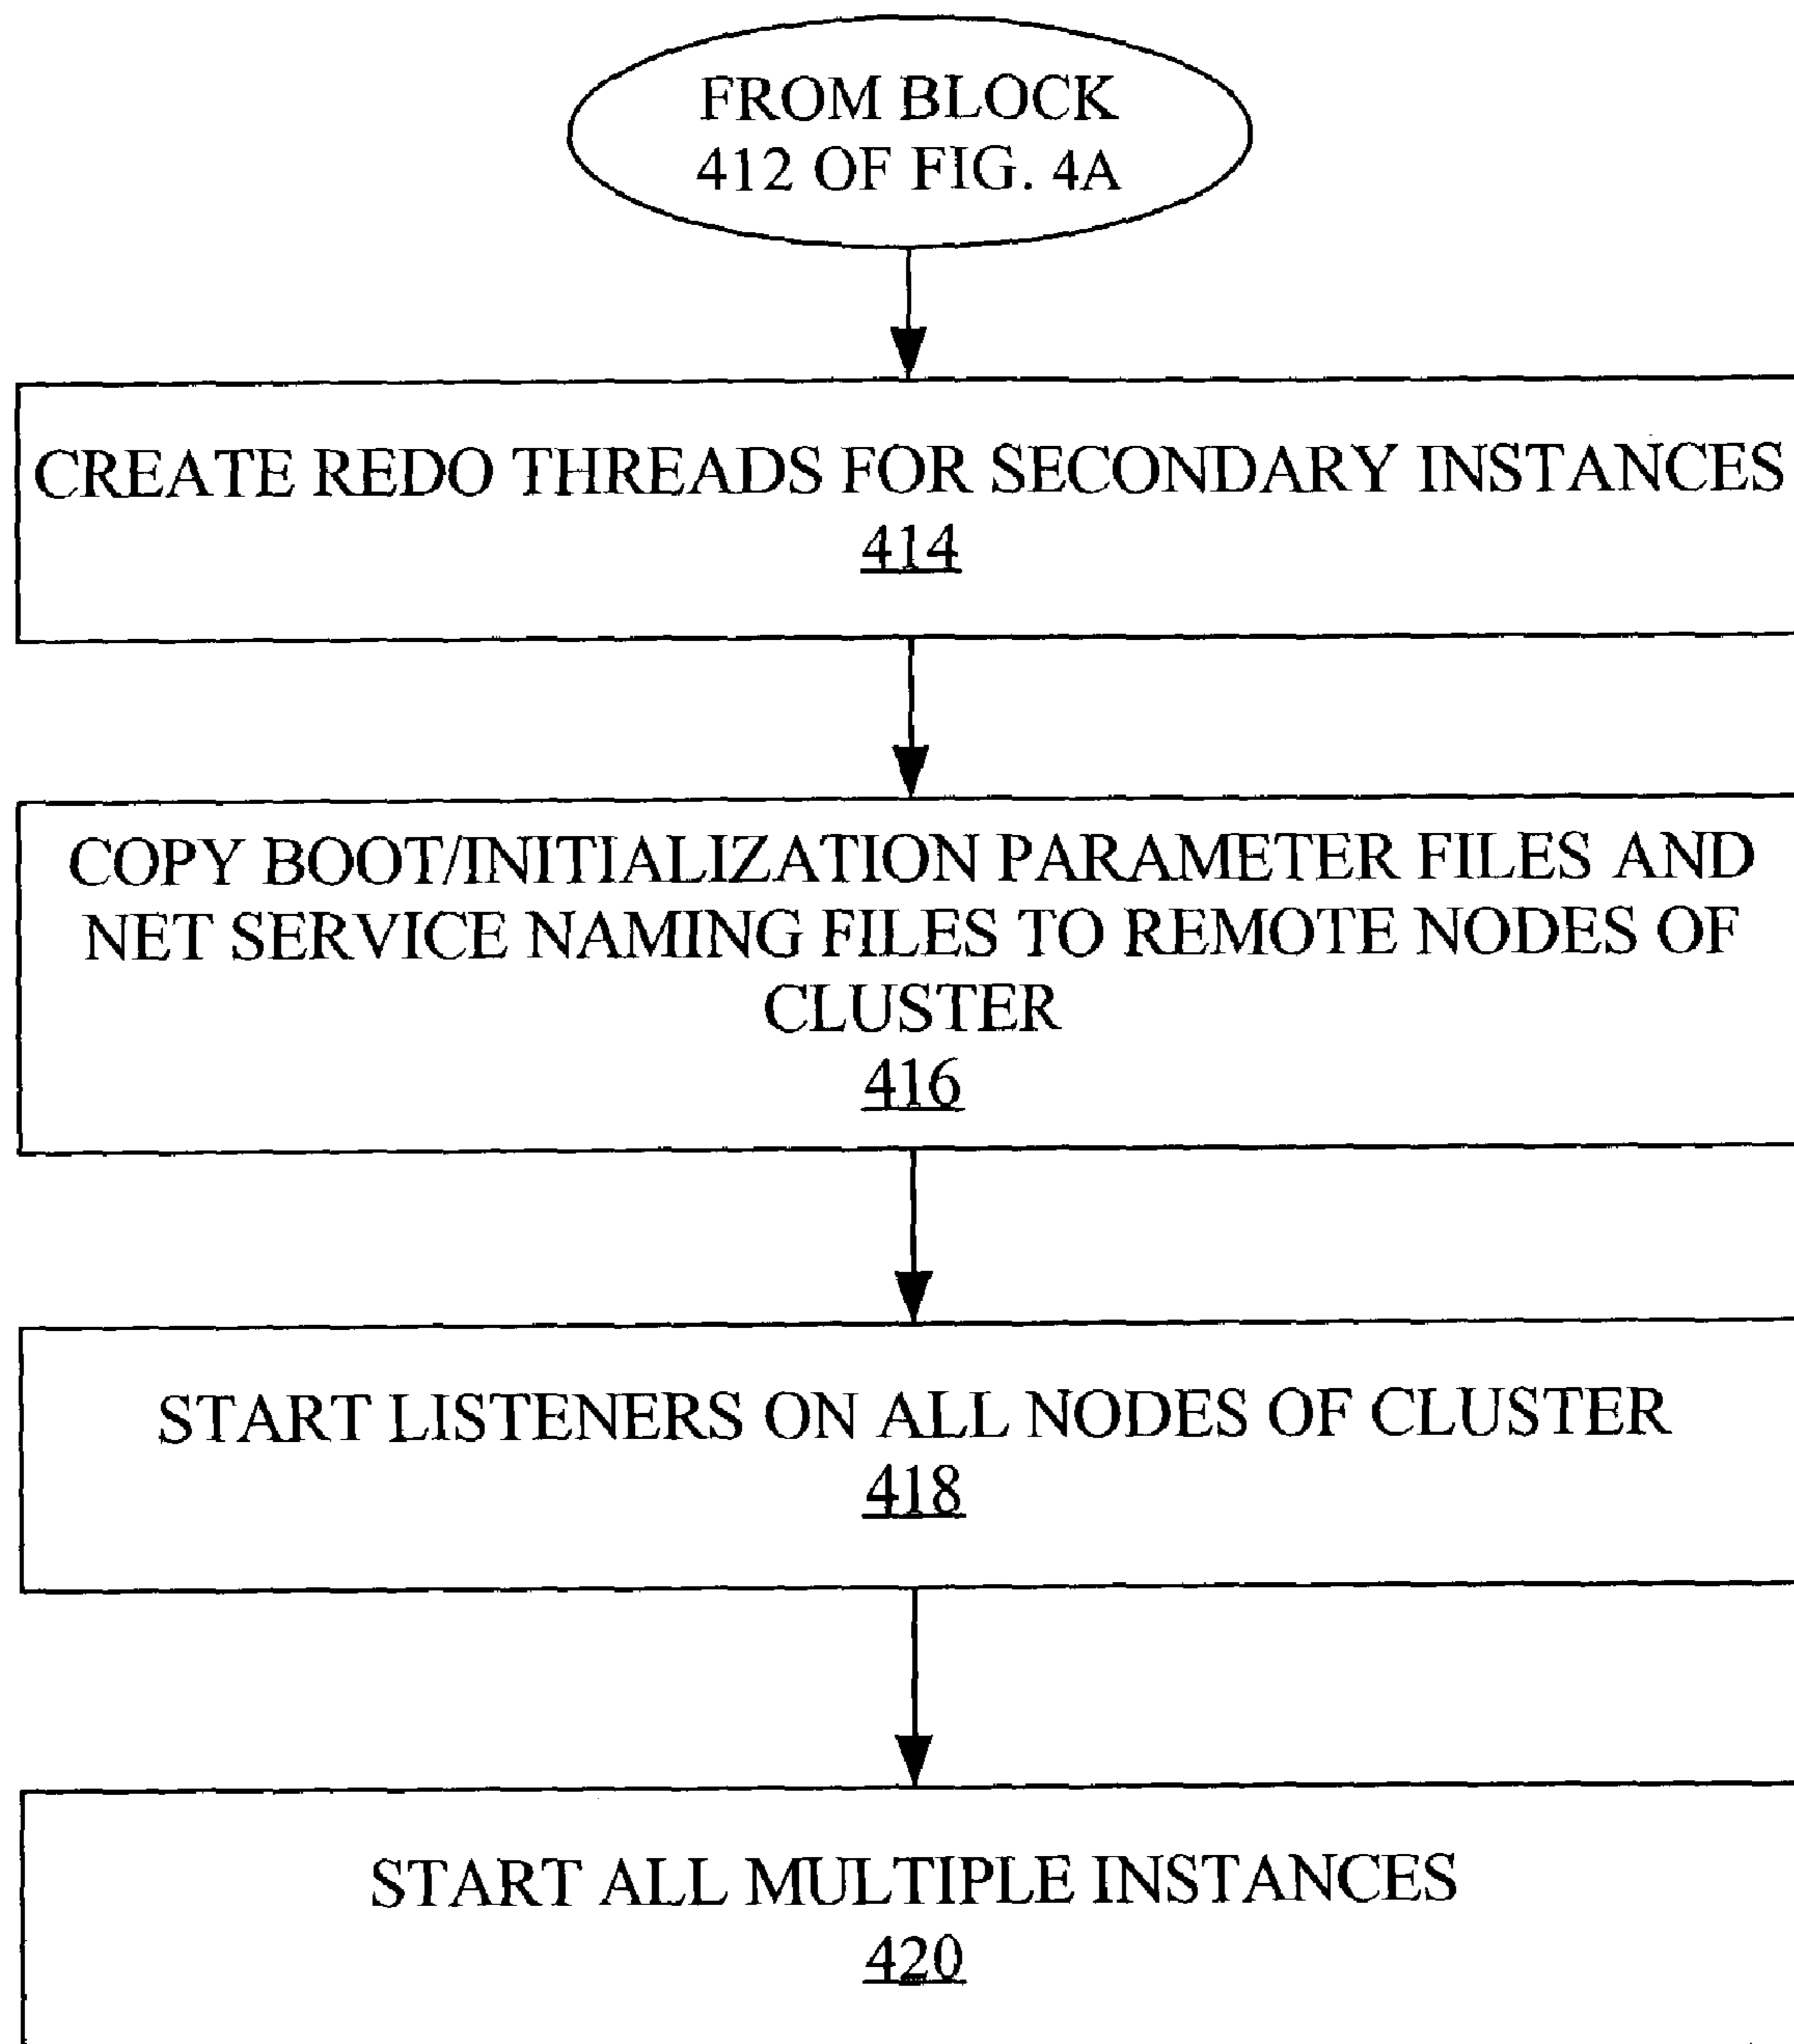 FROM BLOCK
412 OF FIG. 4A
CREATE REDO THREADS FOR SECONDARY INSTANCES
414
COPY BOOT/INITIALIZATION PARAMETER FILES AND
NET SERVICE NAMING FILES TO REMOTE NODES OF
CLUSTER
416
START LISTENERS ON ALL NODES OF CLUSTER
418
START ALL MULTIPLE INSTANCES
420